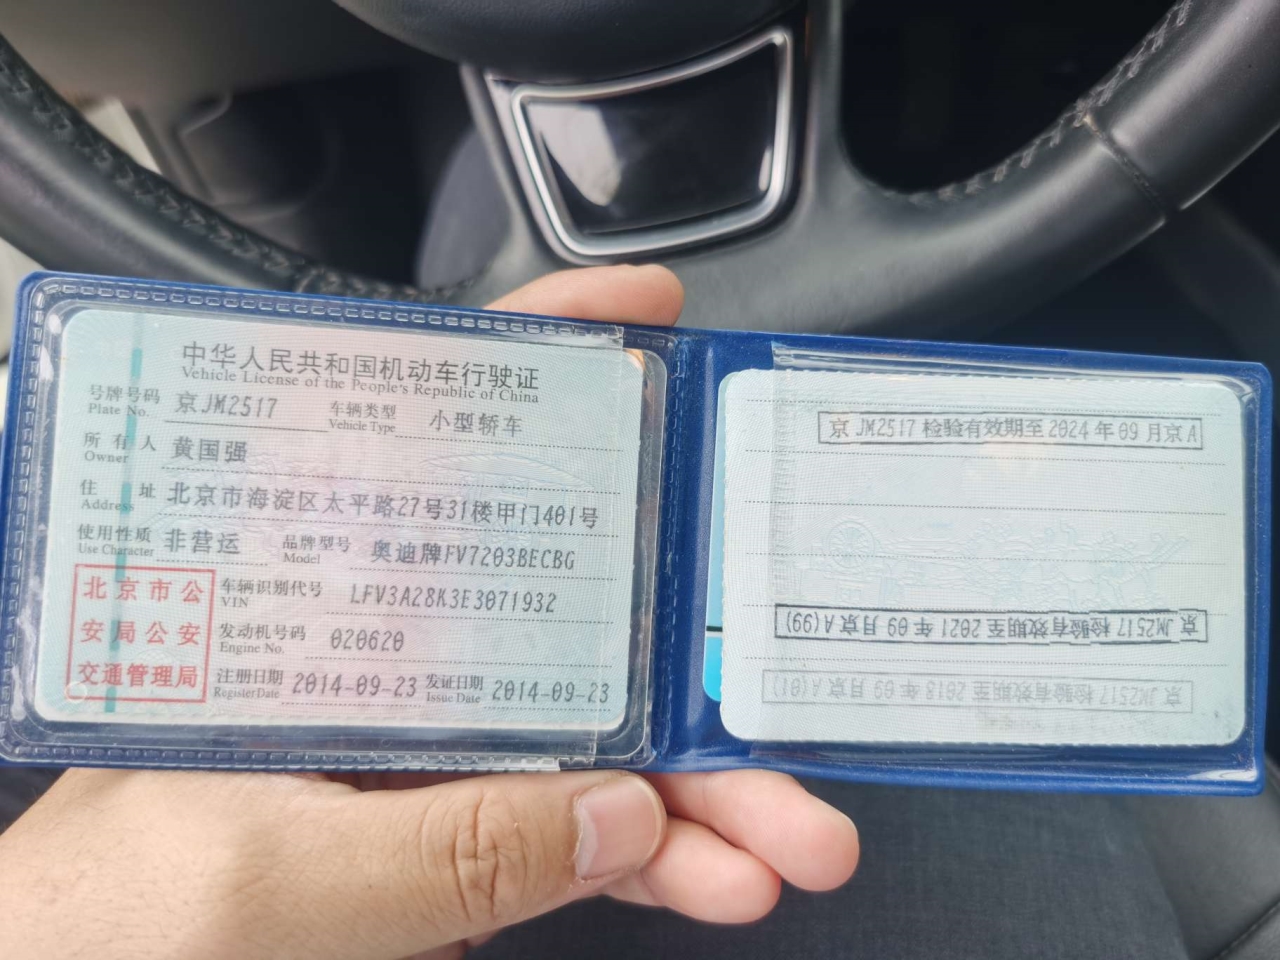 中华人民共和国机动车行驶证
Vehicle License of the People's Republic of China
号牌号码 京JM2517 车辆类型 小型轿车
Plate No. Vehicle Type
所有人 黄国强
Owner
住址 北京市海淀区太平路27号31楼甲门401号
Address
使用性质 非营运 品牌型号 奥迪牌FV7203BECBG
Use Character Model
北京市公
安局公安
交通管理局
车辆识别代号 LFV3A28K3E3071932
VIN
发动机号码 020620
Engine No.
注册日期 2014-09-23 发证日期 2014-09-23
Register Date Issue Date
京JM2517 检验有效期至2024年09月京A
京JM2517 检验有效期至2021年09月京A(99)
京JM2517 检验有效期至2018年09月京A(01)